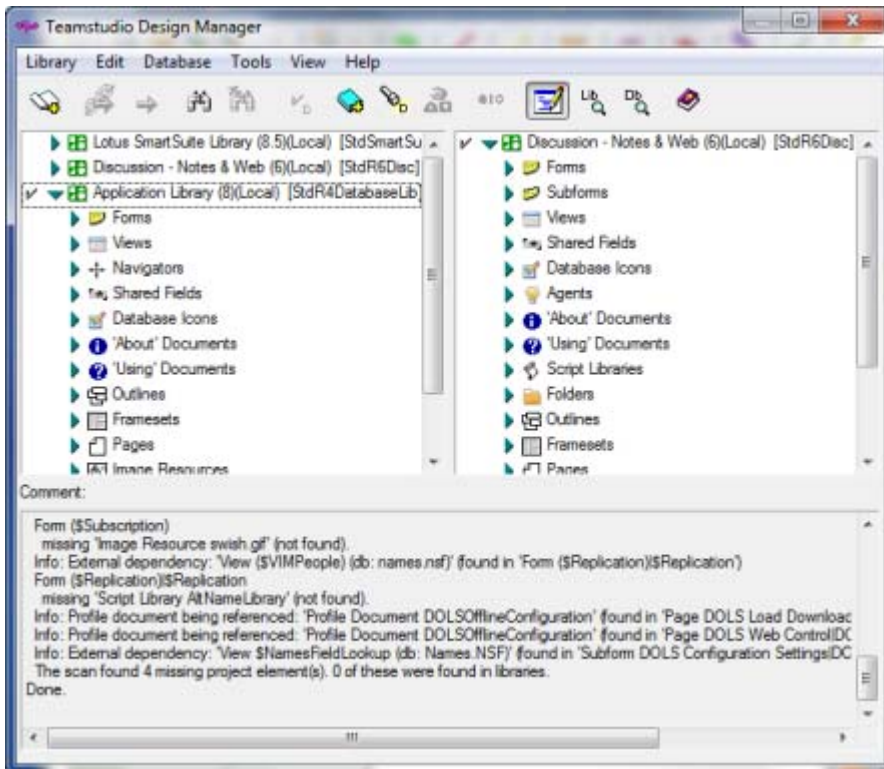 Teamstudio Design Manager
Library Edit Database Tools View Help
Lib Db
Lotus SmartSuite Library (8.5)(Local) [StdSmartSu
Discussion - Notes & Web (6)(Local) [StdR6Disc]
Application Library (8)(Local) [StdR4DatabaseLib]
Forms
Views
Navigators
Shared Fields
Database Icons
'About' Documents
'Using' Documents
Outlines
Framesets
Pages
Image Resources
Discussion - Notes & Web (6)(Local) [StdR6Disc]
Forms
Subforms
Views
Shared Fields
Database Icons
Agents
'About' Documents
'Using' Documents
Script Libraries
Folders
Outlines
Framesets
Pages
Comment:
Form ($Subscription)
missing 'Image Resource swish.gif' (not found).
Info: External dependency: 'View ($VIMPeople) (db: names.nsf)' (found in 'Form ($Replication)|$Replication')
Form ($Replication)|$Replication
missing 'Script Library AltNameLibrary' (not found).
Info: Profile document being referenced: 'Profile Document DOLSOfflineConfiguration' (found in 'Page DOLS Load Downloac
Info: Profile document being referenced: 'Profile Document DOLSOfflineConfiguration' (found in 'Page DOLS Web Control|DC
Info: External dependency: 'View $NamesFieldLookup (db: Names.NSF)' (found in 'Subform DOLS Configuration Settings|DC
The scan found 4 missing project element(s). 0 of these were found in libraries.
Done.